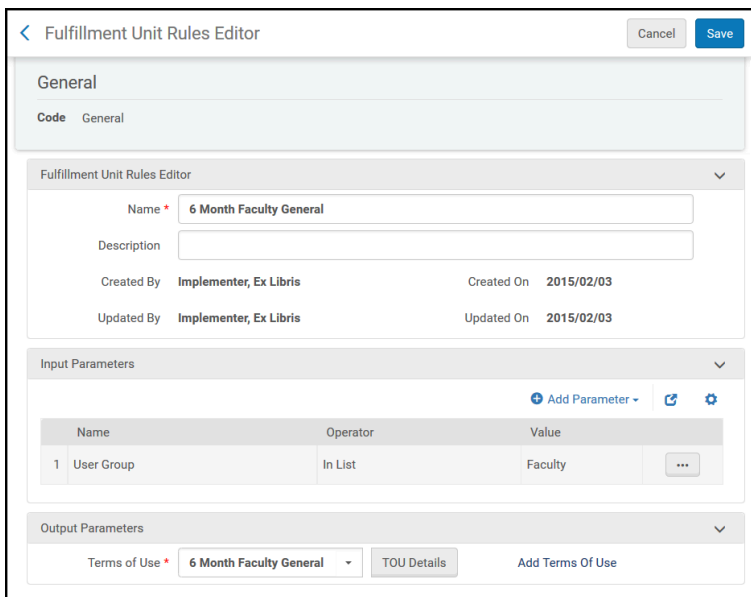 Fulfillment Unit Rules Editor Cancel Save
General
Code General
Fulfillment Unit Rules Editor
Name * 6 Month Faculty General
Description
Created By Implementer, Ex Libris Created On 2015/02/03
Updated By Implementer, Ex Libris Updated On 2015/02/03
Input Parameters
Add Parameter
Name Operator Value
1 User Group In List Faculty ...
Output Parameters
Terms of Use * 6 Month Faculty General TOU Details Add Terms Of Use